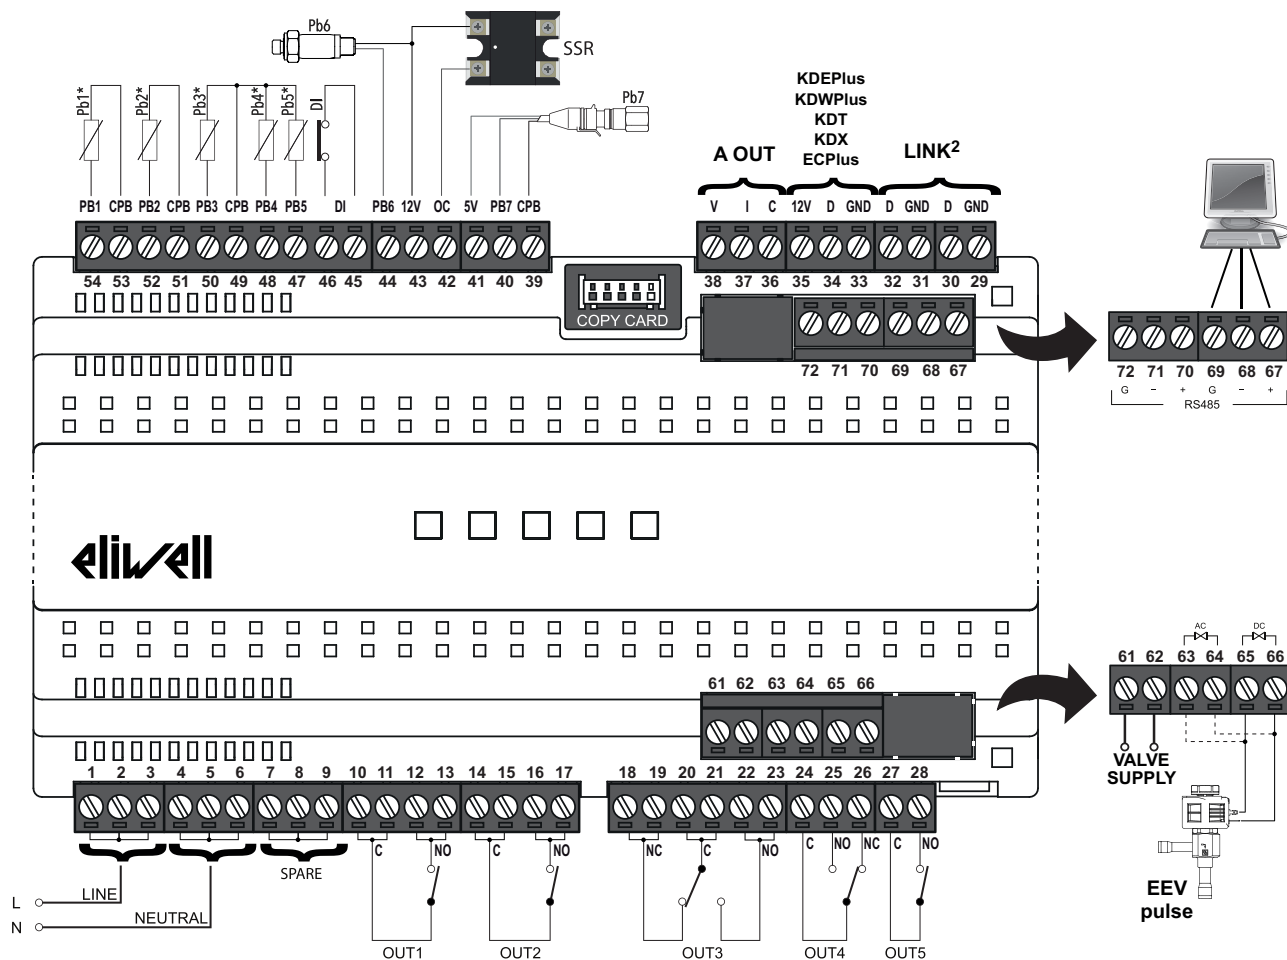 Pb6
SSR
Pb1*
Pb2*
Pb3*
Pb4*
Pb5*
DI
Pb7
KDEPlus
KDWPlus
KDT
KDX
ECPlus
A OUT
LINK2
PB1 CPB PB2 CPB PB3 CPB PB4 PB5 DI PB6 12V OC 5V PB7 CPB
V I C 12V D GND D GND D GND
54 53 52 51 50 49 48 47 46 45 44 43 42 41 40 39
38 37 36 35 34 33 32 31 30 29
COPY CARD
72 71 70 69 68 67
72 71 70 69 68 67
G - + G - +
RS485
eliwell
AC
DC
61 62 63 64 65 66
61 62 63 64 65 66
VALVE
SUPPLY
1 2 3 4 5 6 7 8 9 10 11 12 13 14 15 16 17
18 19 20 21 22 23 24 25 26 27 28
C NO C NO NC C NO C NO NC C NO
SPARE
L LINE
N NEUTRAL
OUT1 OUT2 OUT3 OUT4 OUT5
EEV
pulse